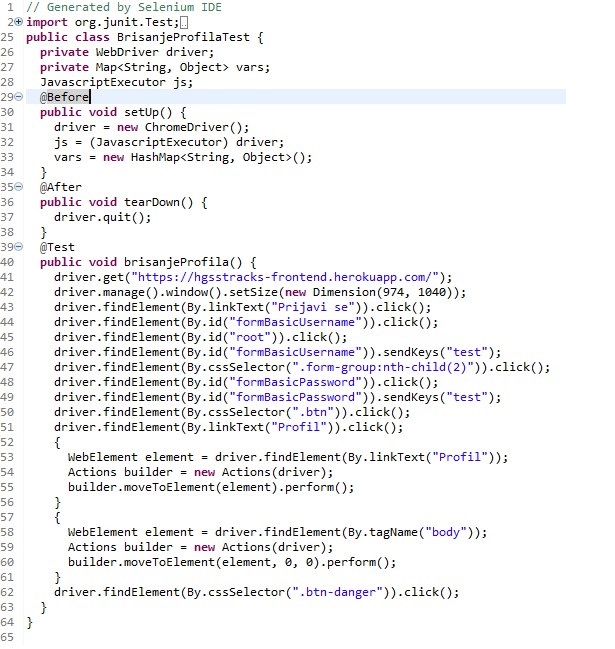 1 // Generated by Selenium IDE
2 import org.junit.Test;
25 public class BrisanjeProfilaTest {
26 private WebDriver driver;
27 private Map<String, Object> vars;
28 JavascriptExecutor js;
29 @Before
30 public void setUp() {
31 driver = new ChromeDriver();
32 js = (JavascriptExecutor) driver;
33 vars = new HashMap<String, Object>();
34 }
35 @After
36 public void tearDown() {
37 driver.quit();
38 }
39 @Test
40 public void brisanjeProfila() {
41 driver.get("https://hgsstracks-frontend.herokuapp.com/");
42 driver.manage().window().setSize(new Dimension(974, 1040));
43 driver.findElement(By.linkText("Prijavi se")).click();
44 driver.findElement(By.id("formBasicUsername")).click();
45 driver.findElement(By.id("root")).click();
46 driver.findElement(By.id("formBasicUsername")).sendKeys("test");
47 driver.findElement(By.cssSelector(".form-group:nth-child(2)")).click();
48 driver.findElement(By.id("formBasicPassword")).click();
49 driver.findElement(By.id("formBasicPassword")).sendKeys("test");
50 driver.findElement(By.cssSelector(".btn")).click();
51 driver.findElement(By.linkText("Profil")).click();
52 {
53 WebElement element = driver.findElement(By.linkText("Profil"));
54 Actions builder = new Actions(driver);
55 builder.moveToElement(element).perform();
56 }
57 {
58 WebElement element = driver.findElement(By.tagName("body"));
59 Actions builder = new Actions(driver);
60 builder.moveToElement(element, 0, 0).perform();
61 }
62 driver.findElement(By.cssSelector(".btn-danger")).click();
63 }
64 }
65